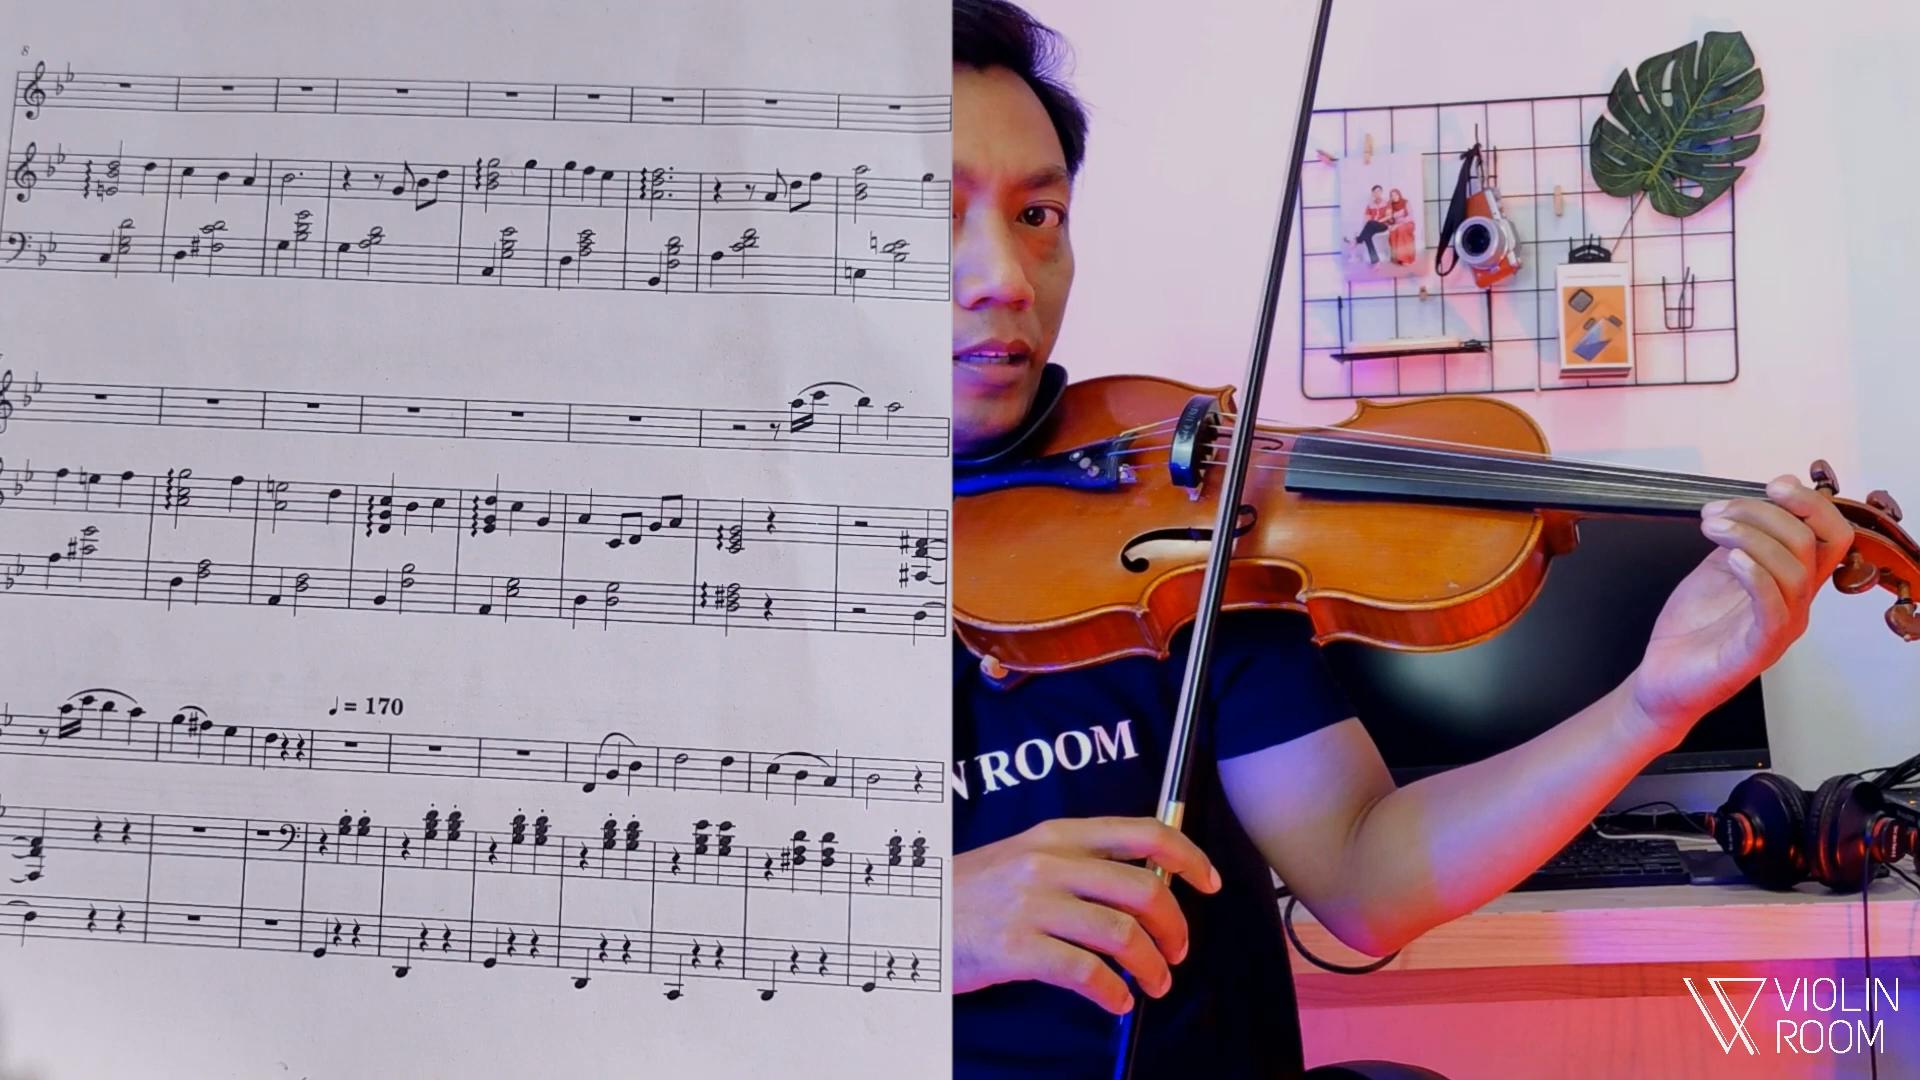 8
♩ = 170
N ROOM
VIOLIN
ROOM